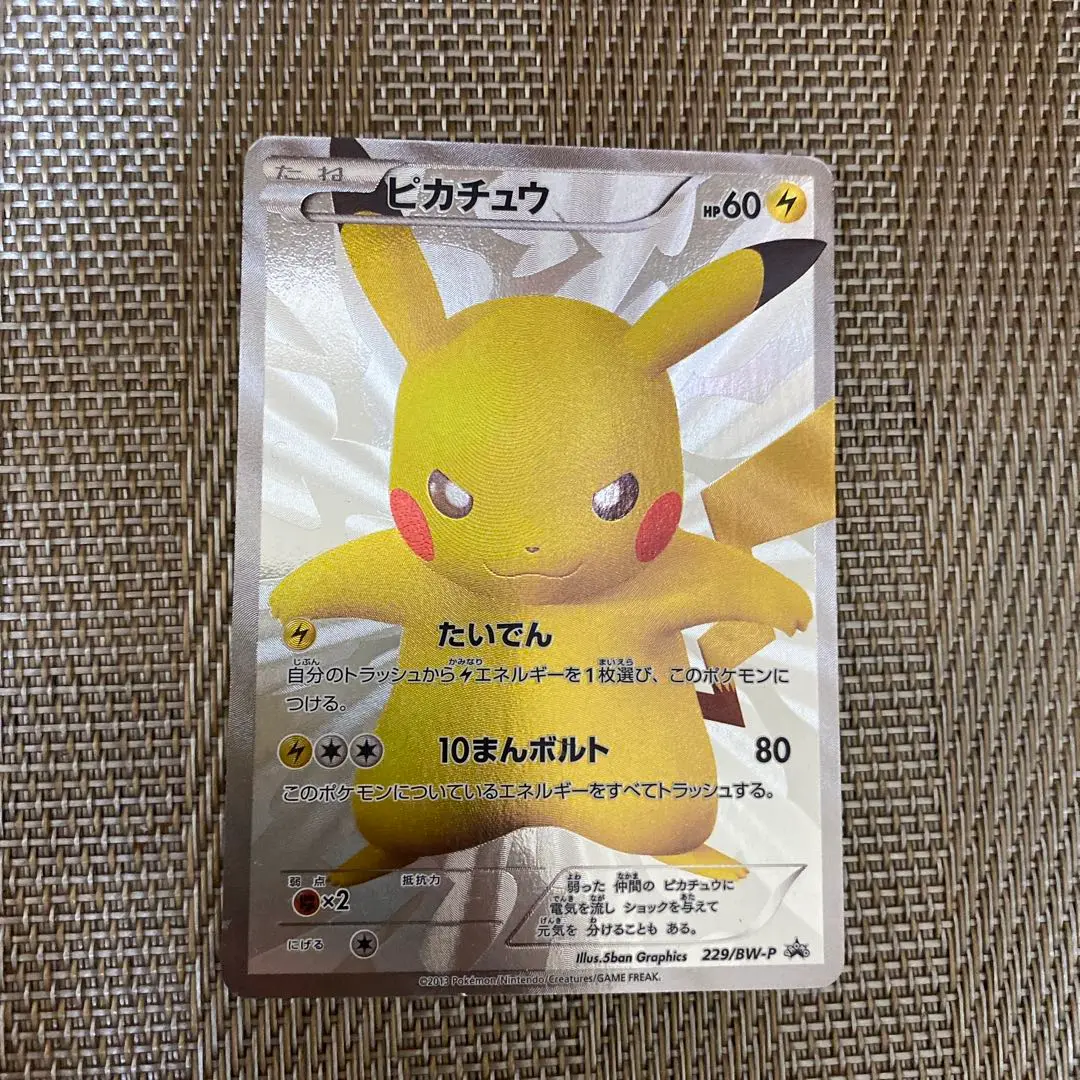 たね ピカチュウ HP60
たいでん
自分のトラッシュからエネルギーを1枚選び、このポケモンに
つける。
10まんボルト 80
このポケモンについているエネルギーをすべてトラッシュする。
弱点 抵抗力
×2
にげる
弱った 仲間の ピカチュウに
電気を流し ショックを与えて
元気を 分けることも ある。
Illus.5ban Graphics 229/BW-P
©2013 Pokémon/Nintendo Creatures/GAME FREAK.